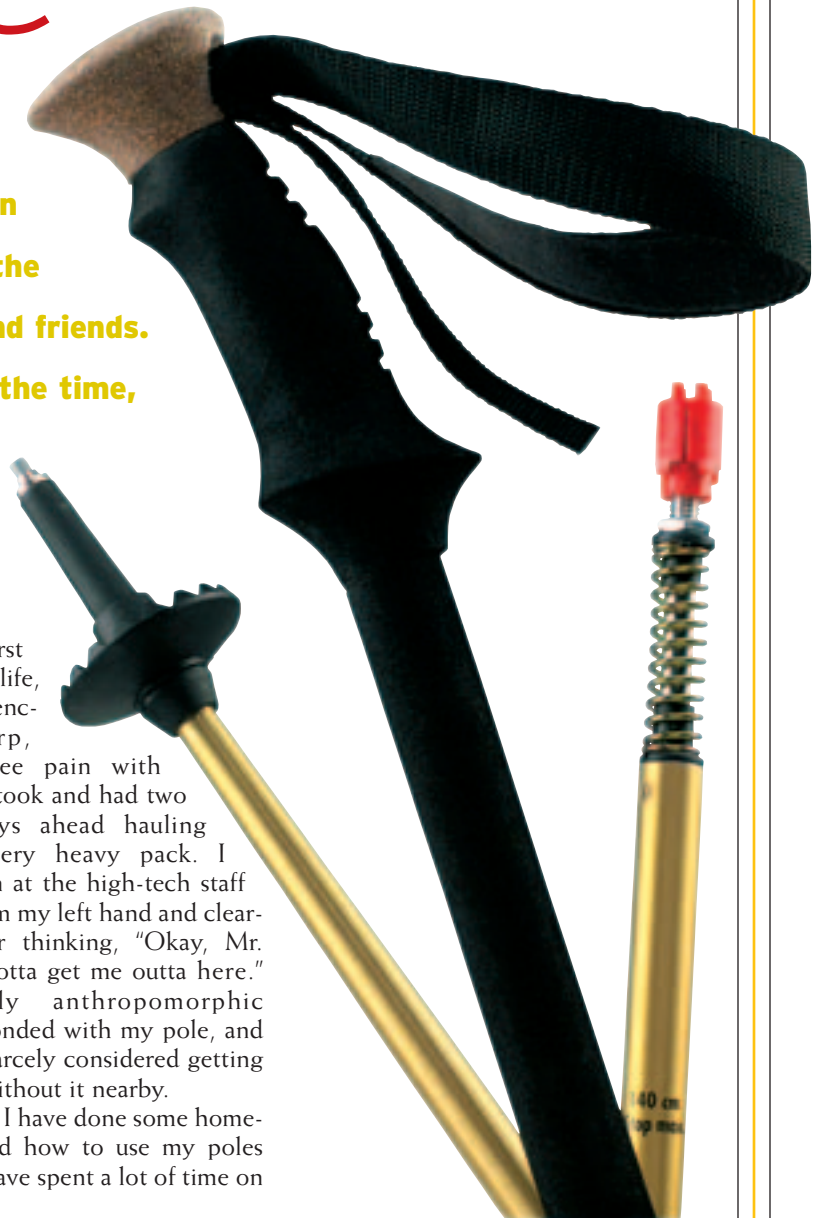 n
the
nd friends.
the time,
rst
life,
enc-
rp,
ee pain with
took and had two
ys ahead hauling
ery heavy pack. I
n at the high-tech staff
m my left hand and clear-
r thinking, “Okay, Mr.
otta get me outta here.”
ly anthropomorphic
nded with my pole, and
arcely considered getting
ithout it nearby.
I have done some home-
d how to use my poles
ave spent a lot of time on
40 cm